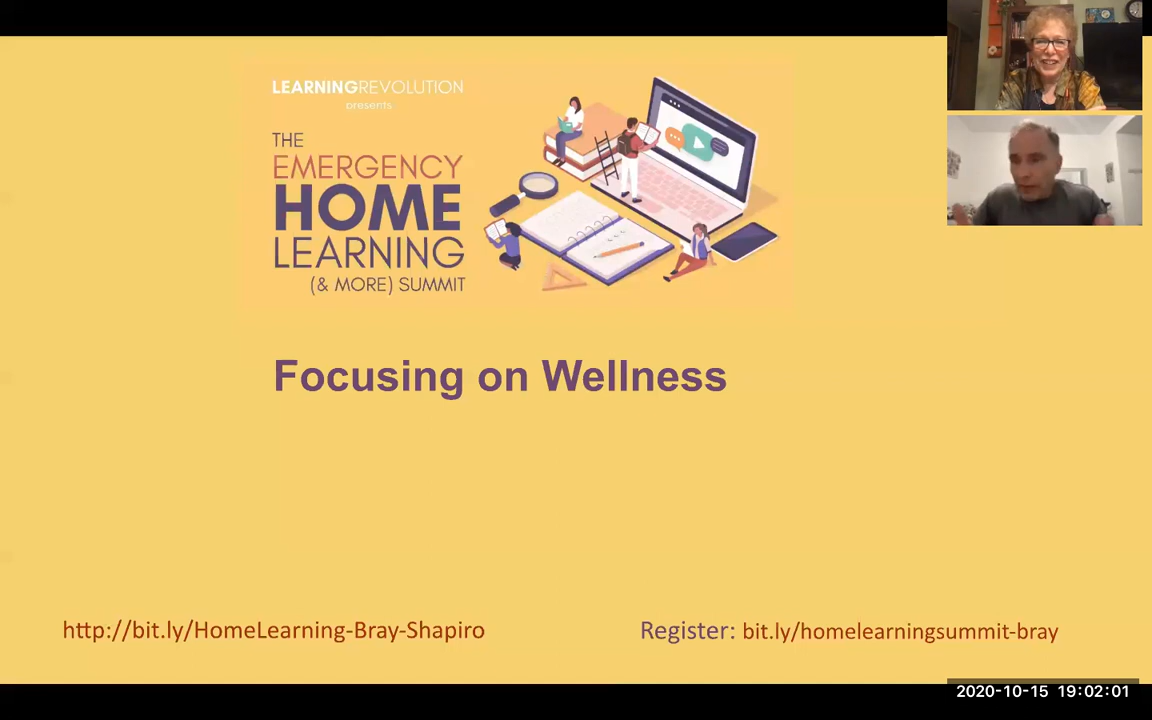 LEARNINGREVOLUTION
presents
THE
EMERGENCY
HOME
LEARNING
(& MORE) SUMMIT
Focusing on Wellness
http://bit.ly/HomeLearning-Bray-Shapiro
Register: bit.ly/homelearningsummit-bray
2020-10-15 19:02:01